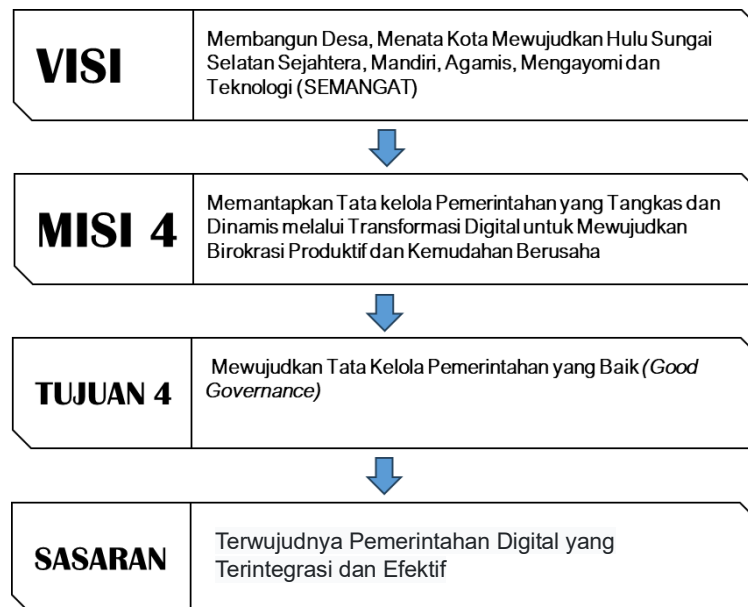 VISI
Membangun Desa, Menata Kota Mewujudkan Hulu Sungai
Selatan Sejahtera, Mandiri, Agamis, Mengayomi dan
Teknologi (SEMANGAT)
MISI 4
Memantapkan Tata kelola Pemerintahan yang Tangkas dan
Dinamis melalui Transformasi Digital untuk Mewujudkan
Birokrasi Produktif dan Kemudahan Berusaha
TUJUAN 4
Mewujudkan Tata Kelola Pemerintahan yang Baik (Good
Governance)
SASARAN
Terwujudnya Pemerintahan Digital yang
Terintegrasi dan Efektif